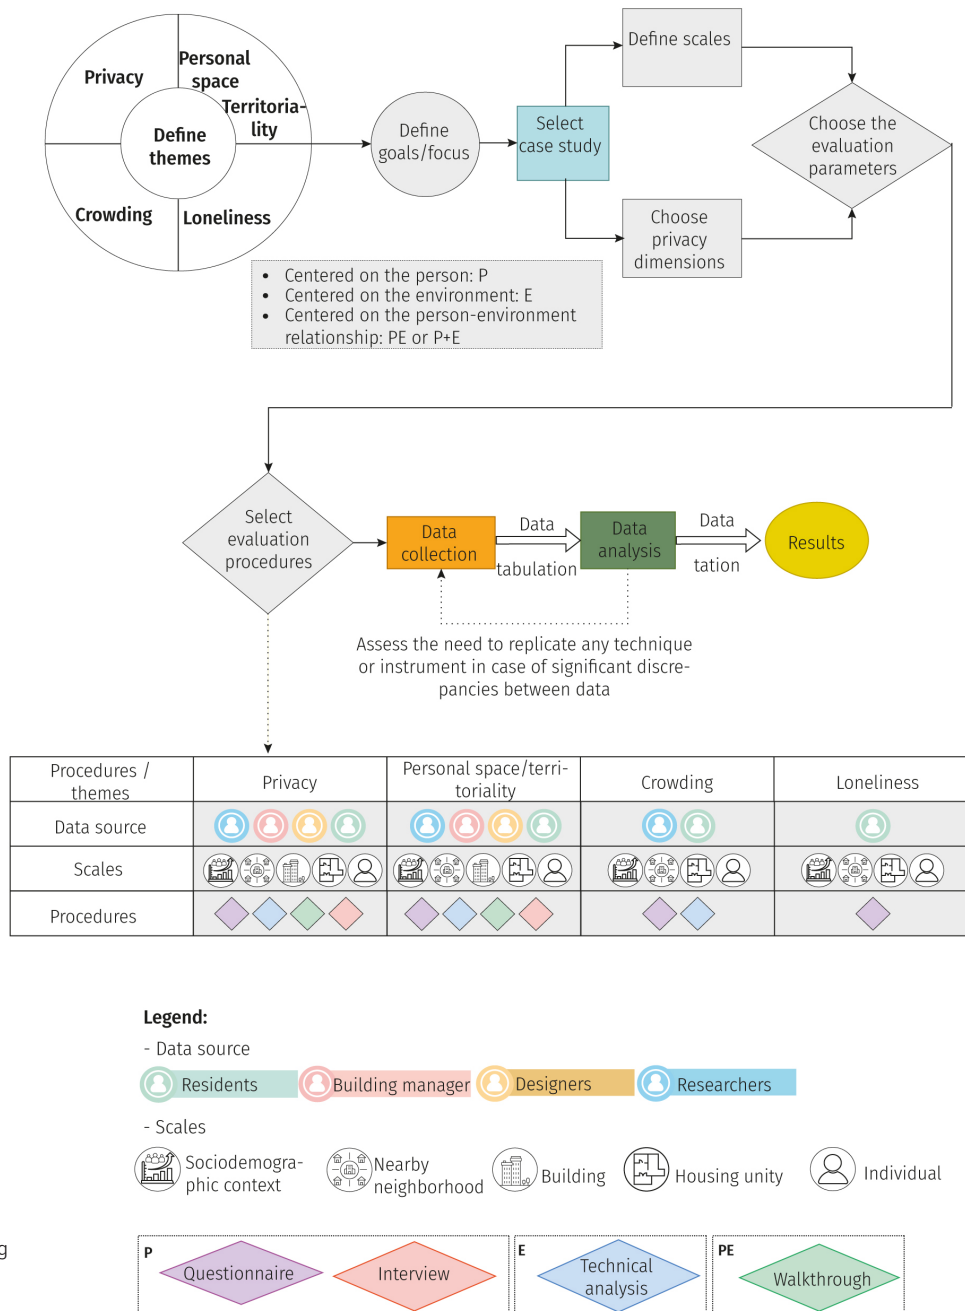 Privacy
Personal
space
Territoria-
lity
Define
themes
Crowding
Loneliness
Define
goals/focus
Select
case study
Define scales
Choose
privacy
dimensions
Choose the
evaluation
parameters
• Centered on the person: P
• Centered on the environment: E
• Centered on the person-environment
relationship: PE or P+E
Select
evaluation
procedures
Data
collection
Data
tabulation
Data
analysis
Data
tation
Results
Assess the need to replicate any technique
or instrument in case of significant discre-
pancies between data
Procedures /
themes
Privacy
Personal space/terri-
toriality
Crowding
Loneliness
Data source
Scales
Procedures
Legend:
- Data source
Residents
Building manager
Designers
Researchers
- Scales
Sociodemogra-
phic context
Nearby
neighborhood
Building
Housing unity
Individual
g
P
Questionnaire
Interview
E
Technical
analysis
PE
Walkthrough